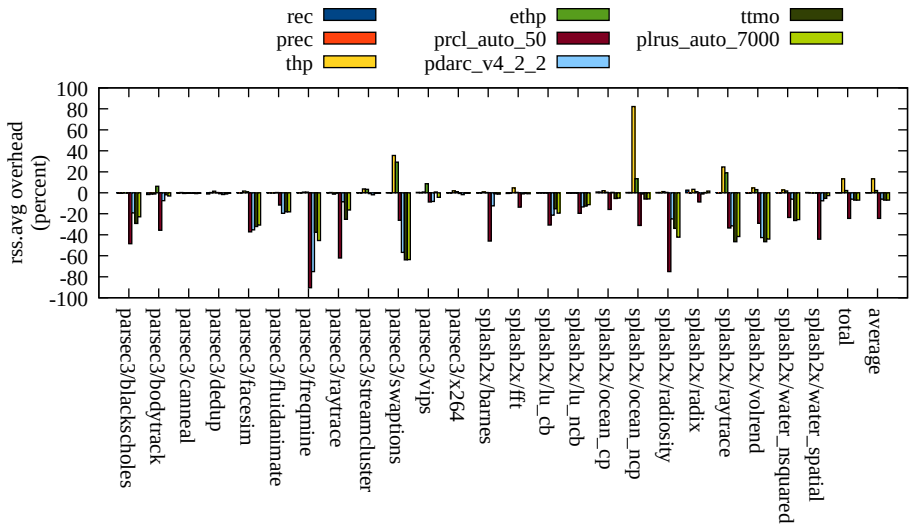 rec
prec
thp
ethp
prcl_auto_50
pdarc_v4_2_2
ttmo
plrus_auto_7000
rss.avg overhead
(percent)
100
80
60
40
20
0
-20
-40
-60
-80
-100
parsec3/blackscholes
parsec3/bodytrack
parsec3/canneal
parsec3/dedup
parsec3/facesim
parsec3/fluidanimate
parsec3/freqmine
parsec3/raytrace
parsec3/streamcluster
parsec3/swaptions
parsec3/vips
parsec3/x264
splash2x/barnes
splash2x/fft
splash2x/lu_cb
splash2x/lu_ncb
splash2x/ocean_cp
splash2x/ocean_ncp
splash2x/radiosity
splash2x/radix
splash2x/raytrace
splash2x/volrend
splash2x/water_nsquared
splash2x/water_spatial
total
average